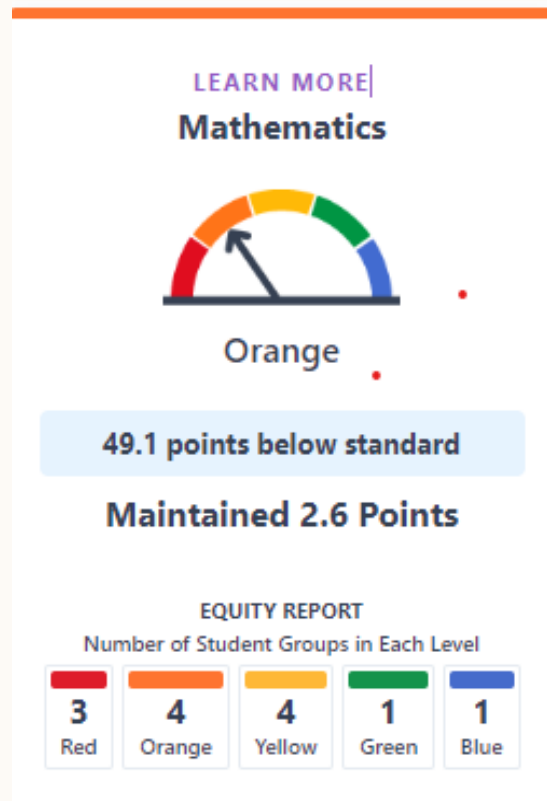 LEARN MORE
Mathematics
Orange
49.1 points below standard
Maintained 2.6 Points
EQUITY REPORT
Number of Student Groups in Each Level
3 4 4 1 1
Red Orange Yellow Green Blue